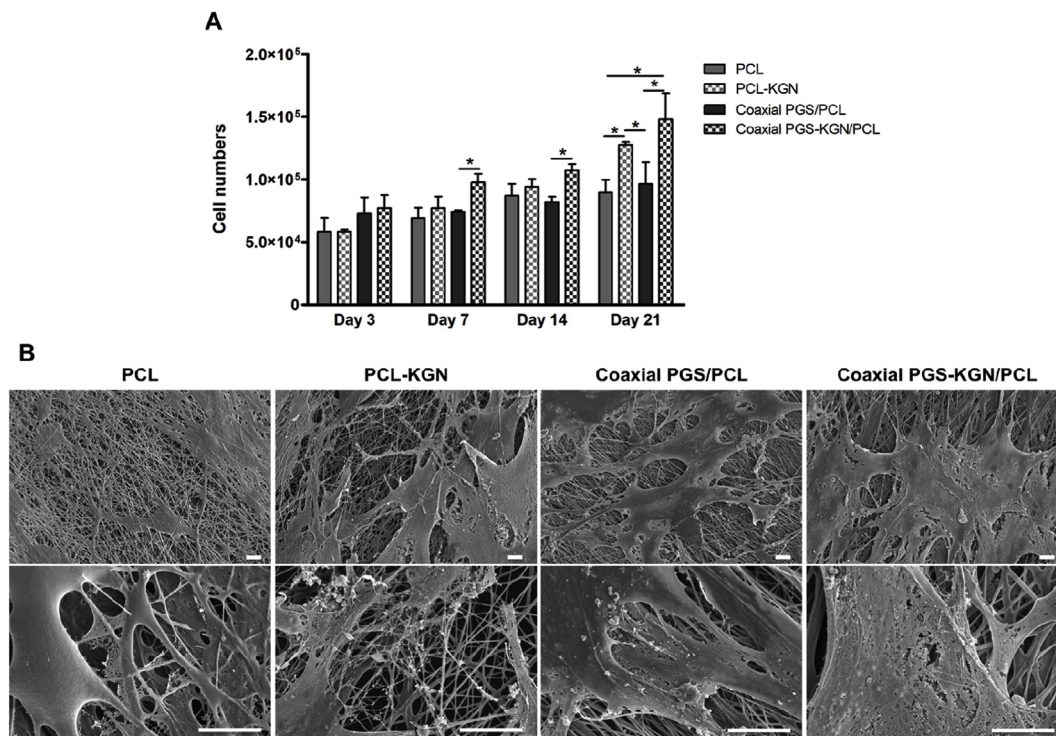 A
2.0×10⁵
1.5×10⁵
1.0×10⁵
5.0×10⁴
0
Cell numbers
* * * * * * *
Day 3 Day 7 Day 14 Day 21
PCL
PCL-KGN
Coaxial PGS/PCL
Coaxial PGS-KGN/PCL
B
PCL PCL-KGN Coaxial PGS/PCL Coaxial PGS-KGN/PCL